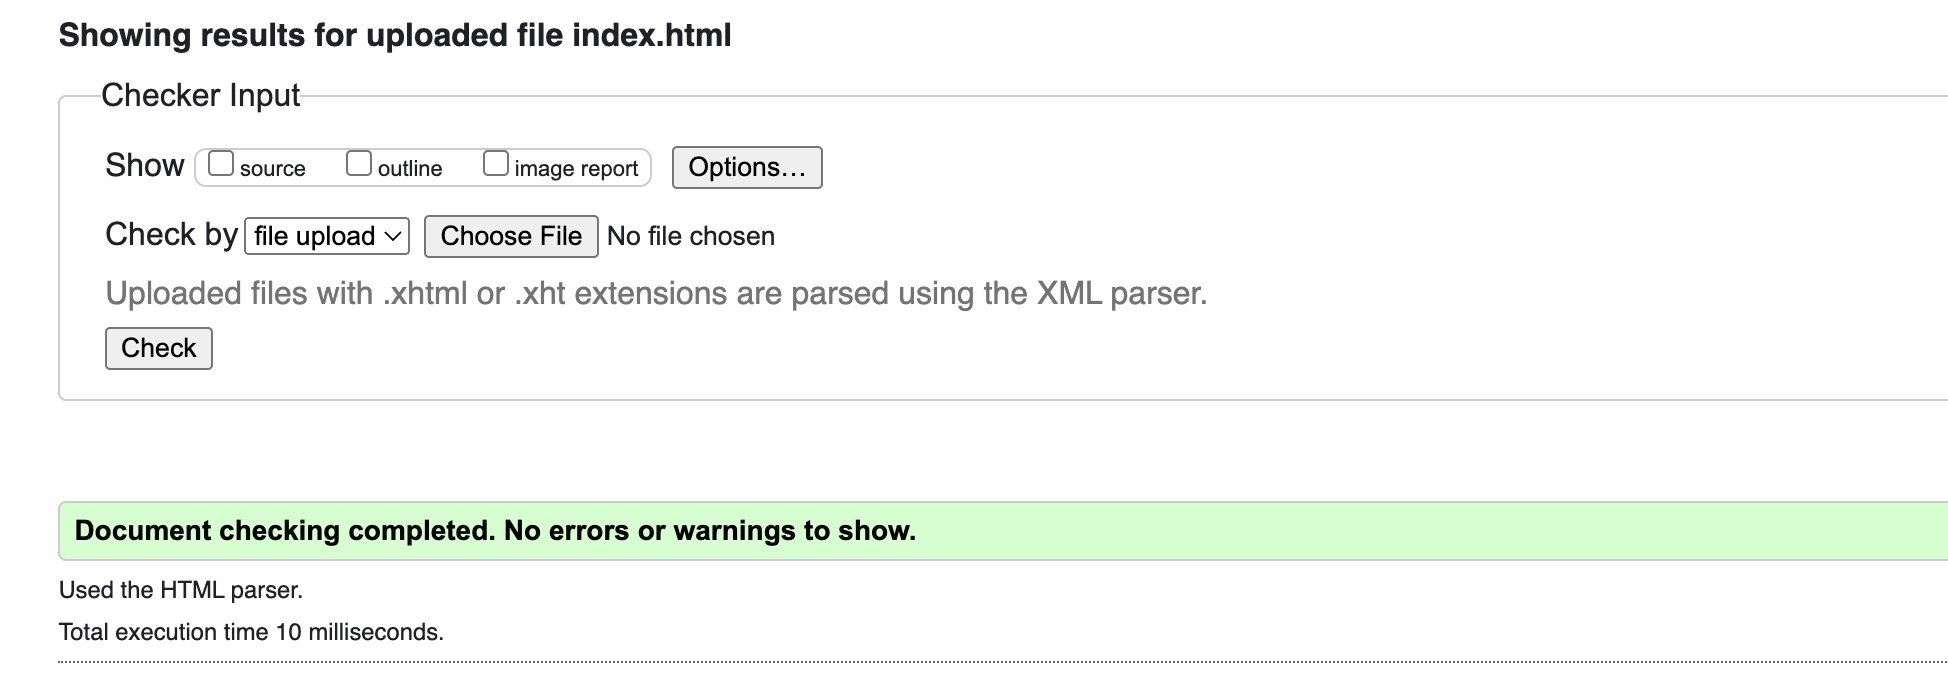 Showing results for uploaded file index.html
Checker Input
Show source outline image report Options...
Check by file upload Choose File No file chosen
Uploaded files with .xhtml or .xht extensions are parsed using the XML parser.
Check
Document checking completed. No errors or warnings to show.
Used the HTML parser.
Total execution time 10 milliseconds.